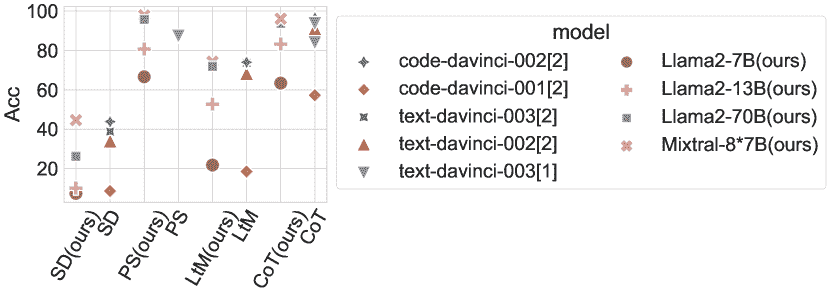 Acc
100
80
60
40
20
SD(ours)
SD
PS(ours)
PS
LtM(ours)
LtM
CoT(ours)
CoT
model
code-davinci-002[2]
code-davinci-001[2]
text-davinci-003[2]
text-davinci-002[2]
text-davinci-003[1]
Llama2-7B(ours)
Llama2-13B(ours)
Llama2-70B(ours)
Mixtral-8*7B(ours)